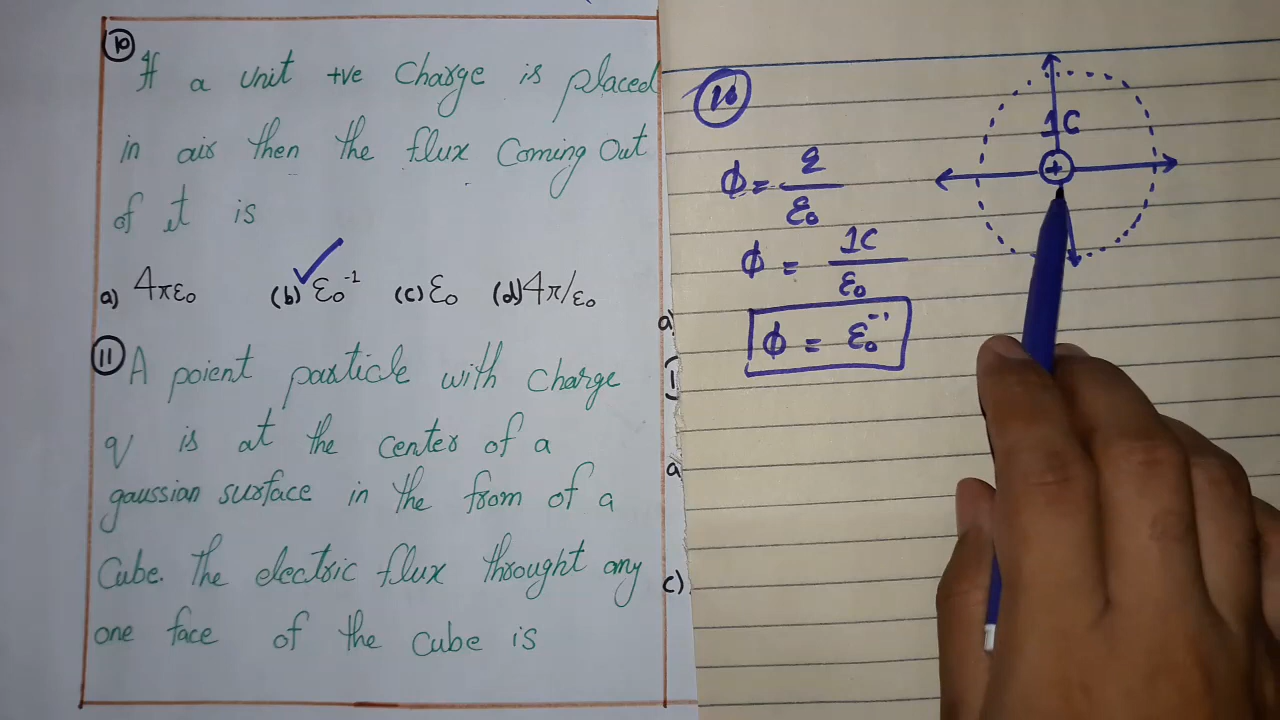 10
If a unit +ve Charge is placed
in air then the flux Coming Out
of it is
a) 4πε₀ (b) ε₀⁻¹ (c) ε₀ (d) 4π/ε₀
11
A poient particle with charge
q is at the center of a
gaussian surface in the from of a
Cube. The electric flux throught any
one face of the cube is
a)
a
c)
10
1C
+
ϕ = q/ε₀
ϕ = 1C/ε₀
ϕ = ε₀⁻¹